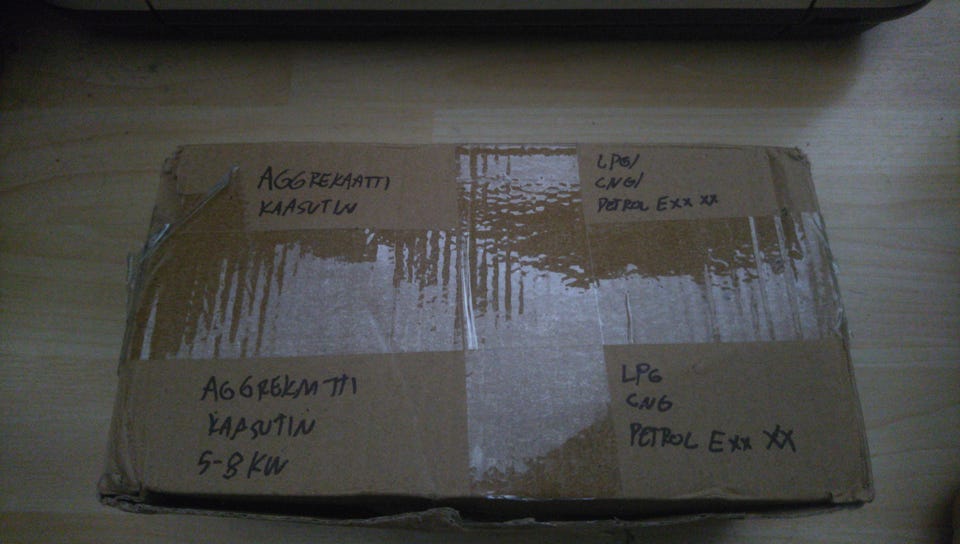 AGGREKAATTI
KAASUTIN
LPG/
CNG/
PETROL Exx xx
AGGREKAATTI
KAASUTIN
5-8 KW
LPG
CNG
PETROL Exx XX